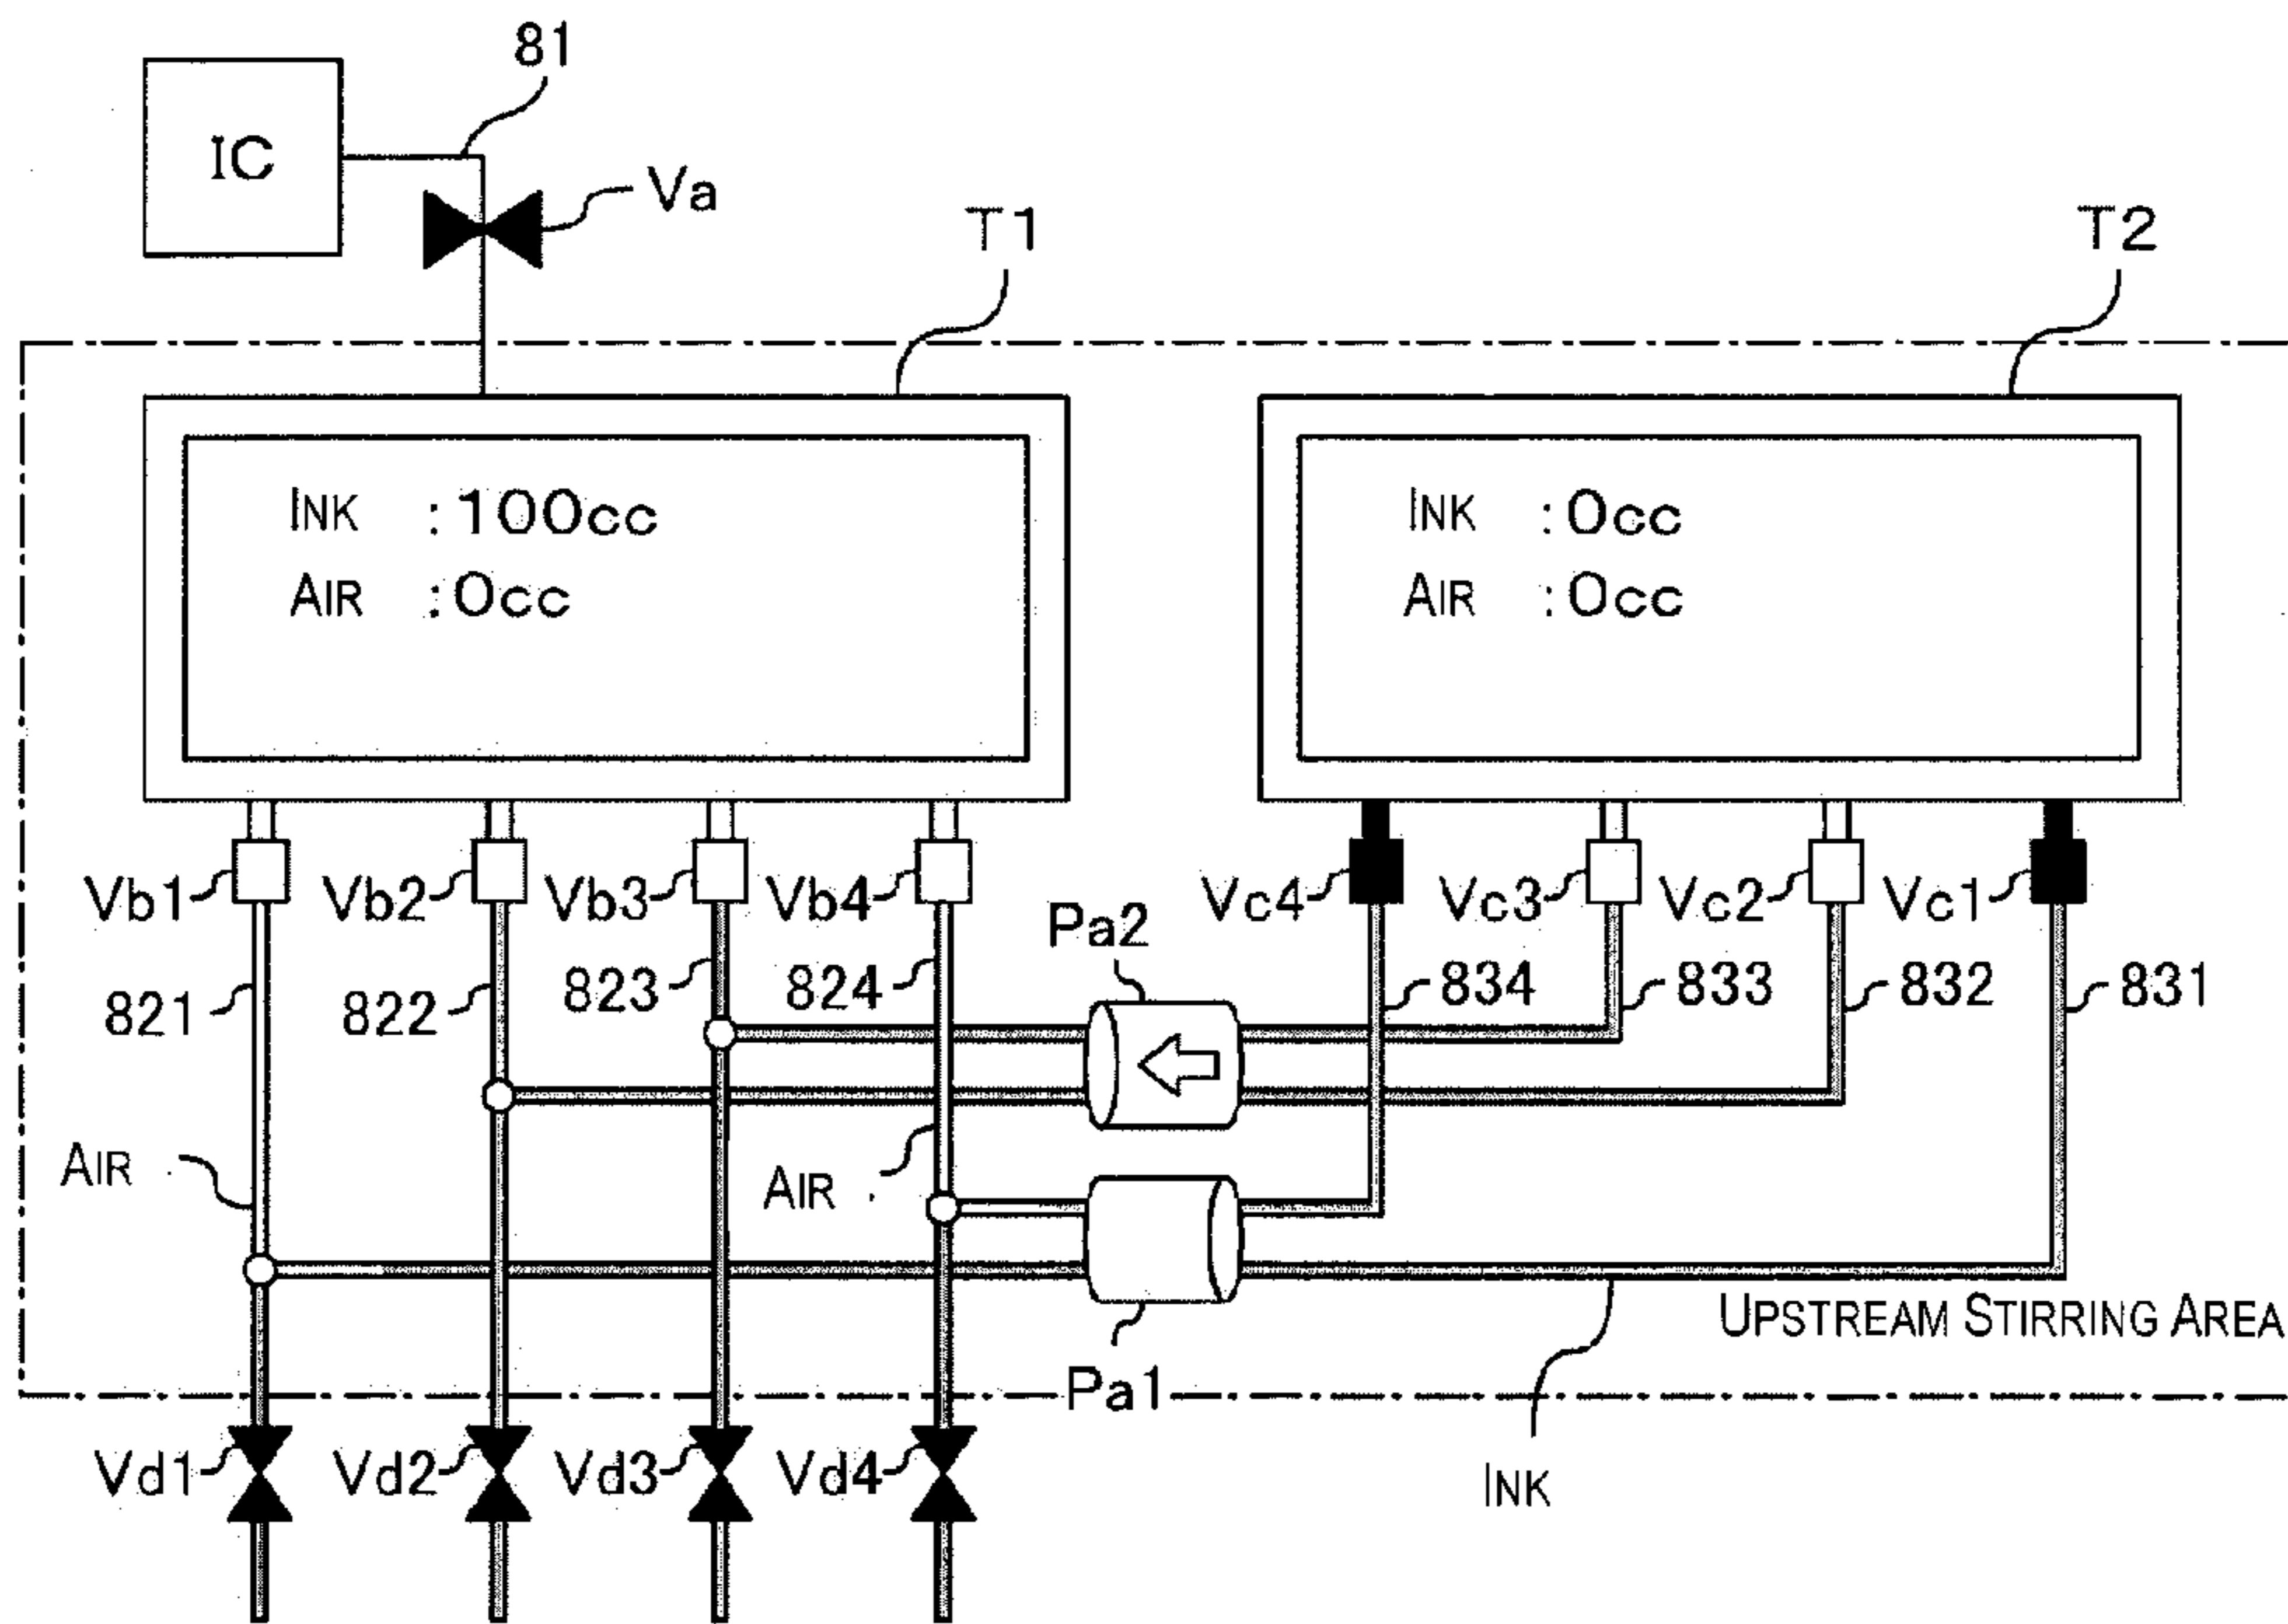 81
IC
Va
T1
T2
INK :100cc
AIR :0cc
INK :0cc
AIR :0cc
Vb1
Vb2
Vb3
Vb4
Vc4
Vc3
Vc2
Vc1
Pa2
821
822
823
824
834
833
832
831
AIR
AIR
UPSTREAM STIRRING AREA
Pa1
Vd1
Vd2
Vd3
Vd4
INK